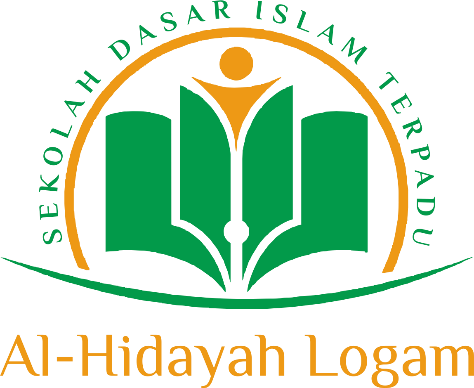 SEKOLAH DASAR ISLAM TERPADU
Al-Hidayah Logam